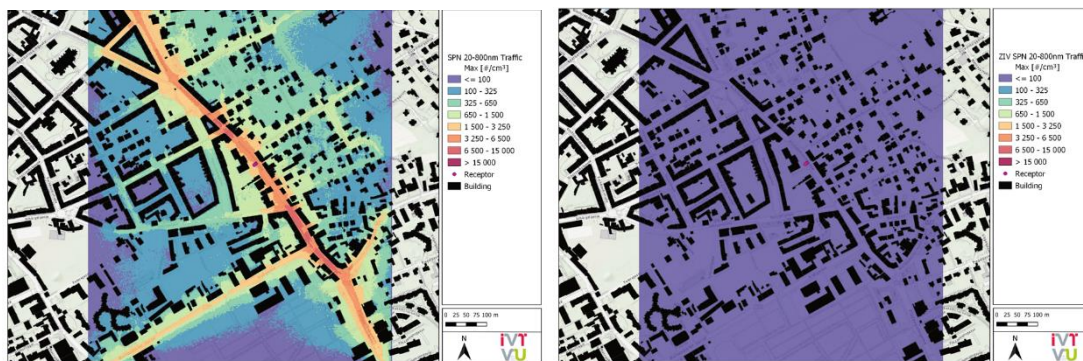 SPN 20-800nm Traffic
Max [#/cm³]
<= 100
100 - 325
325 - 650
650 - 1 500
1 500 - 3 250
3 250 - 6 500
6 500 - 15 000
> 15 000
Receptor
Building
0 25 50 75 100 m
N
iVT
VU
ZIV SPN 20-800nm Traffi
Max [#/cm³]
<= 100
100 - 325
325 - 650
650 - 1 500
1 500 - 3 250
3 250 - 6 500
6 500 - 15 000
> 15 000
Receptor
Building
0 25 50 75 100 m
N
iVT
VU